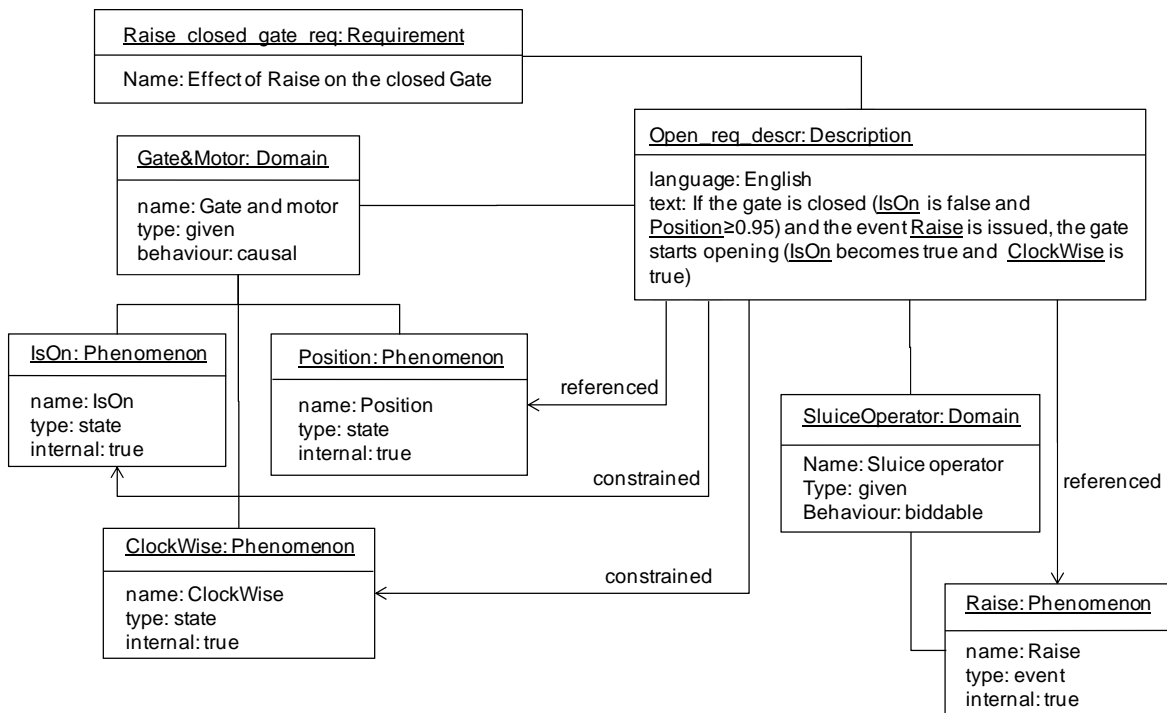 Raise_closed_gate_req: Requirement
Name: Effect of Raise on the closed Gate
Gate&Motor: Domain
name: Gate and motor
type: given
behaviour: causal
Open_req_descr: Description
language: English
text: If the gate is closed (IsOn is false and
Position≥0.95) and the event Raise is issued, the gate
starts opening (IsOn becomes true and ClockWise is
true)
IsOn: Phenomenon
name: IsOn
type: state
internal: true
Position: Phenomenon
name: Position
type: state
internal: true
referenced
constrained
SluiceOperator: Domain
Name: Sluice operator
Type: given
Behaviour: biddable
referenced
ClockWise: Phenomenon
name: ClockWise
type: state
internal: true
constrained
Raise: Phenomenon
name: Raise
type: event
internal: true